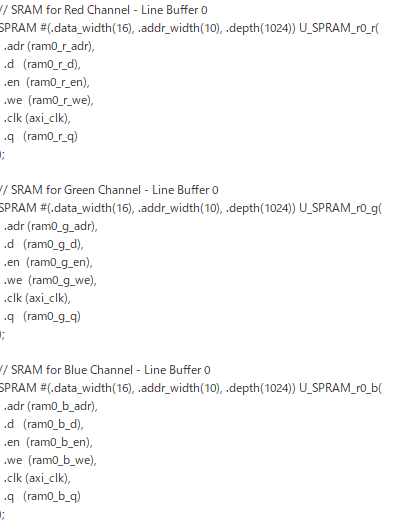 // SRAM for Red Channel - Line Buffer 0
SPRAM #(.data_width(16), .addr_width(10), .depth(1024)) U_SPRAM_r0_r(
.adr (ram0_r_adr),
.d (ram0_r_d),
.en (ram0_r_en),
.we (ram0_r_we),
.clk (axi_clk),
.q (ram0_r_q)
);

// SRAM for Green Channel - Line Buffer 0
SPRAM #(.data_width(16), .addr_width(10), .depth(1024)) U_SPRAM_r0_g(
.adr (ram0_g_adr),
.d (ram0_g_d),
.en (ram0_g_en),
.we (ram0_g_we),
.clk (axi_clk),
.q (ram0_g_q)
);

// SRAM for Blue Channel - Line Buffer 0
SPRAM #(.data_width(16), .addr_width(10), .depth(1024)) U_SPRAM_r0_b(
.adr (ram0_b_adr),
.d (ram0_b_d),
.en (ram0_b_en),
.we (ram0_b_we),
.clk (axi_clk),
.q (ram0_b_q)
);